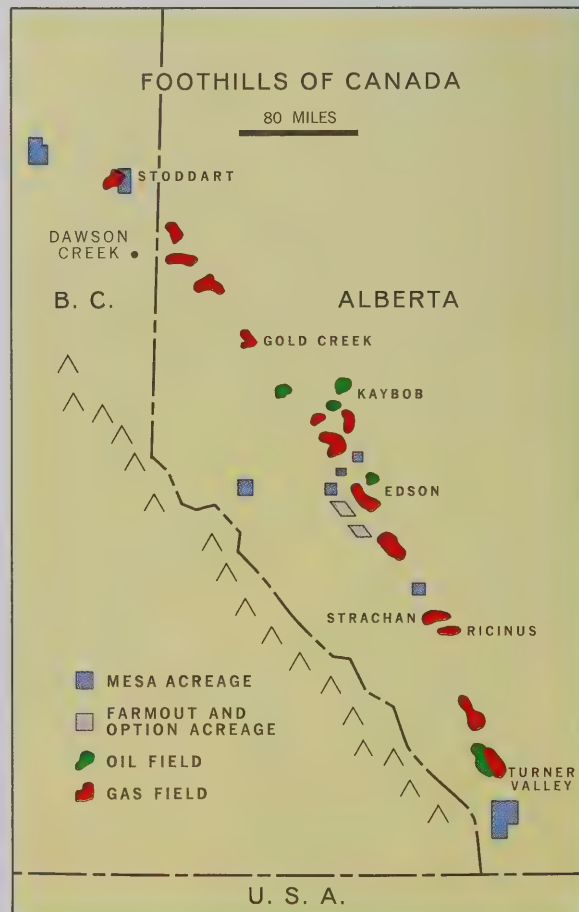 FOOTHILLS OF CANADA
80 MILES
STODDART
DAWSON
CREEK
B. C.
ALBERTA
GOLD CREEK
KAYBOB
EDSON
STRACHAN
RICINUS
MESA ACREAGE
FARMOUT AND
OPTION ACREAGE
OIL FIELD
GAS FIELD
TURNER
VALLEY
U. S. A.